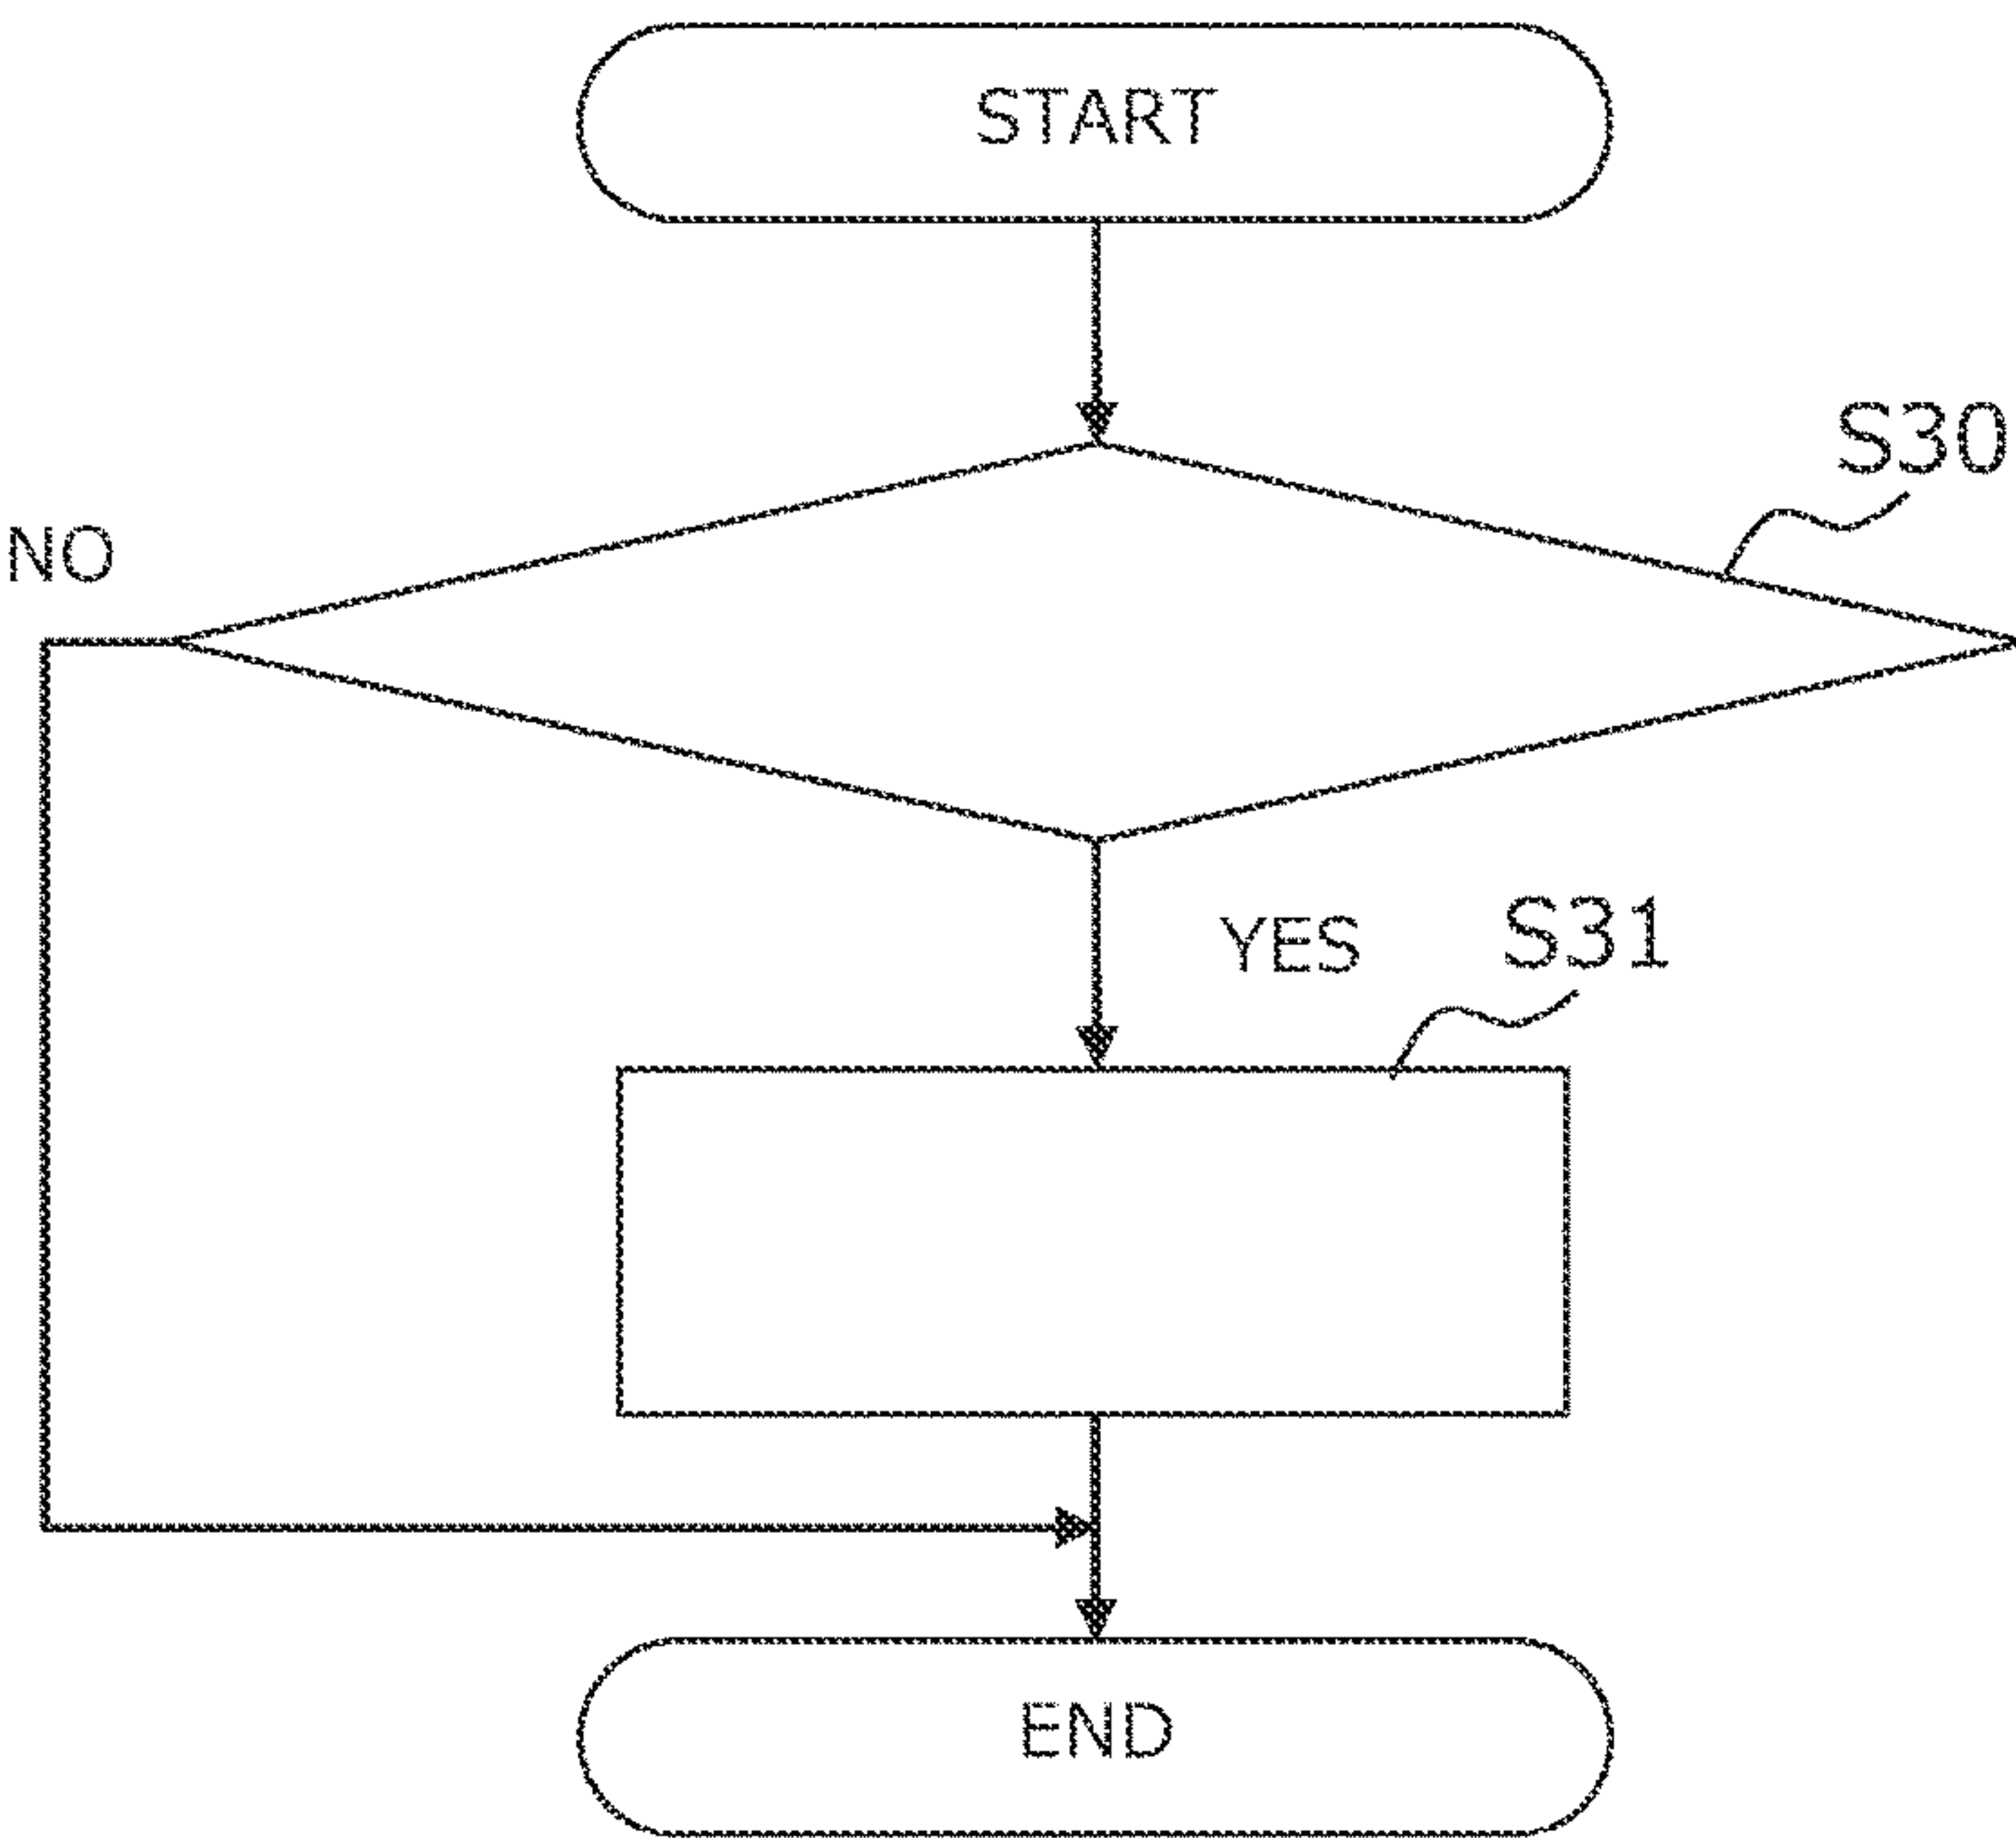 START
S30
NO
YES
S31
END